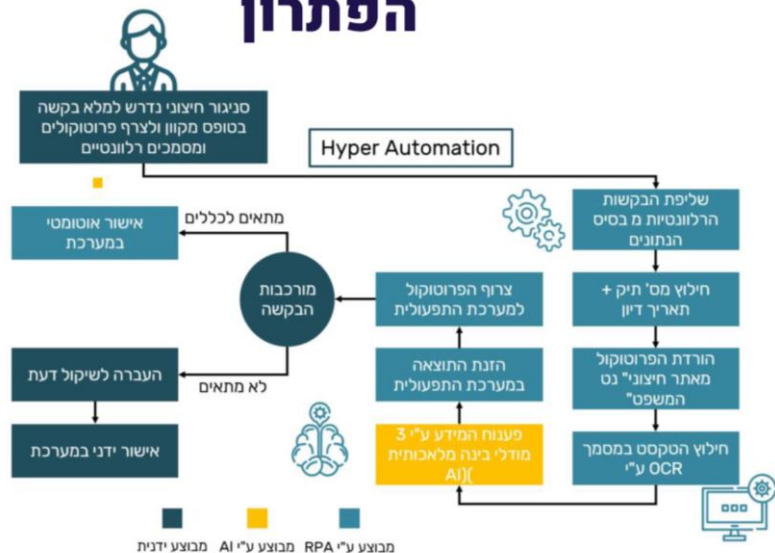 הפתרון
סניגור חיצוני נדרש למלא בקשה
בטופס מקוון ולצרף פרוטוקולים
ומסמכים רלוונטיים
Hyper Automation
שליפת הבקשות
הרלוונטיות מ בסיס
הנתונים
חילוץ מס' תיק +
תאריך דיון
הורדת הפרוטוקול
מאתר חיצוני" נט
המשפט"
חילוץ הטקסט במסמך
ע"י OCR
פענוח המידע ע"י 3
מודלי בינה מלאכותית
)(AI
הזנת התוצאה
במערכת התפעולית
צרוף הפרוטוקול
למערכת התפעולית
מורכבות
הבקשה
מתאים לכללים
אישור אוטומטי
במערכת
לא מתאים
העברה לשיקול דעת
אישור ידני במערכת
מבוצע ע"י RPA
מבוצע ע"י AI
מבוצע ידנית